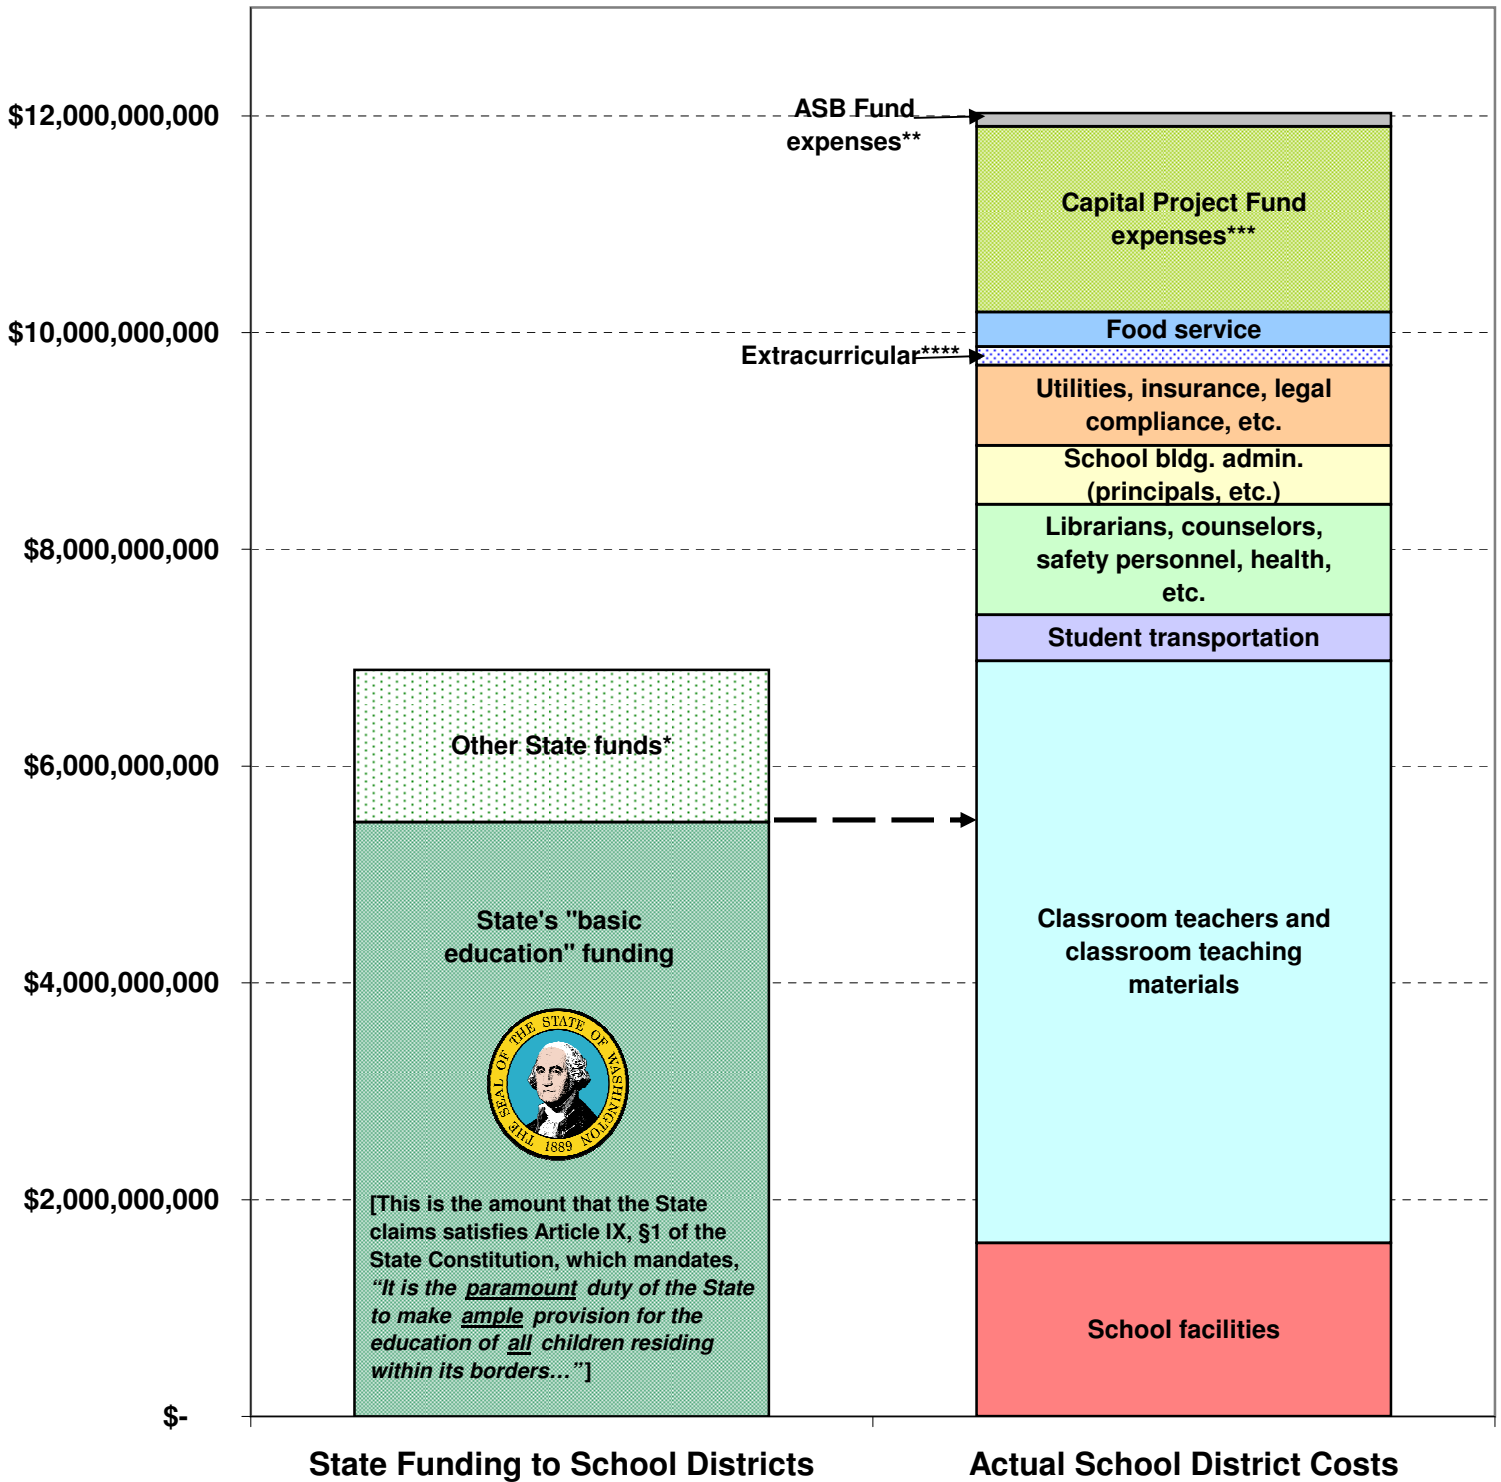 $12,000,000,000
$10,000,000,000
$8,000,000,000
$6,000,000,000
$4,000,000,000
$2,000,000,000
$-
Other State funds*
State's "basic
education" funding
THE SEAL OF THE STATE OF WASHINGTON
1889
[This is the amount that the State
claims satisfies Article IX, §1 of the
State Constitution, which mandates,
“It is the paramount duty of the State
to make ample provision for the
education of all children residing
within its borders…”]
ASB Fund
expenses**
Capital Project Fund
expenses***
Food service
Extracurricular****
Utilities, insurance, legal
compliance, etc.
School bldg. admin.
(principals, etc.)
Librarians, counselors,
safety personnel, health,
etc.
Student transportation
Classroom teachers and
classroom teaching
materials
School facilities
State Funding to School Districts
Actual School District Costs